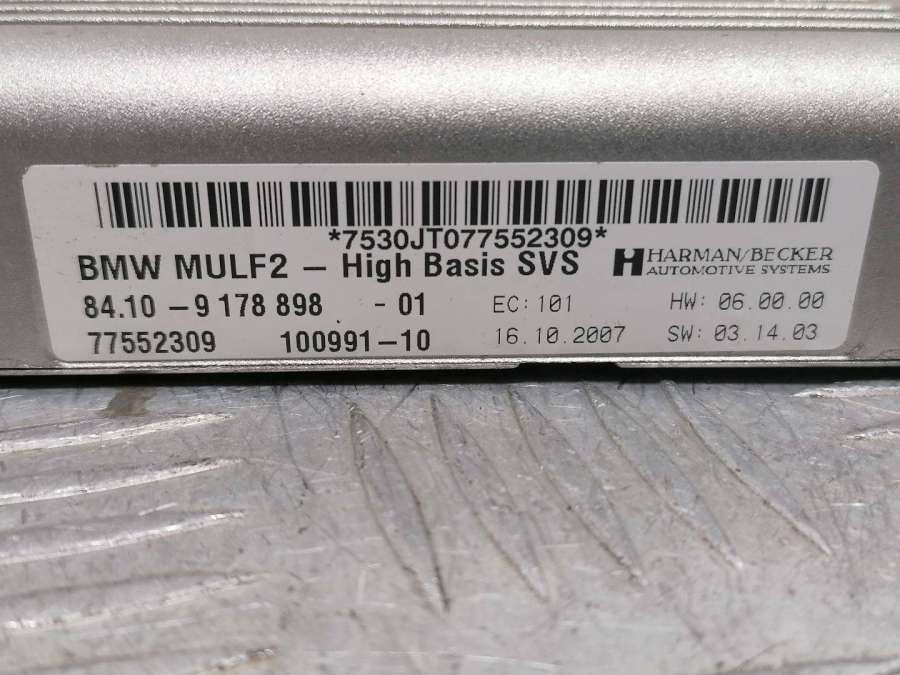 *7530JT077552309*
BMW MULF2 – High Basis SVS
HARMAN/BECKER
AUTOMOTIVE SYSTEMS
84.10 – 9 178 898 - 01 EC: 101 HW: 06.00.00
77552309 100991–10 16.10.2007 SW: 03.14.03